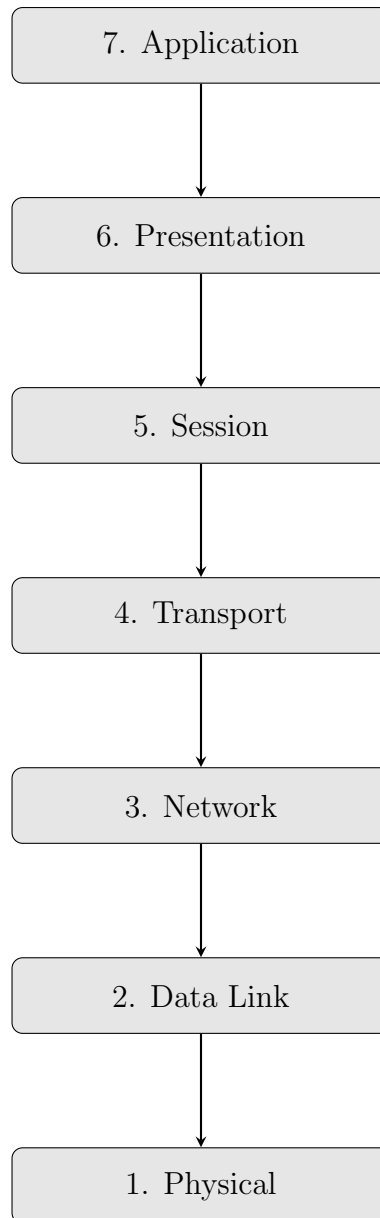 7. Application
6. Presentation
5. Session
4. Transport
3. Network
2. Data Link
1. Physical